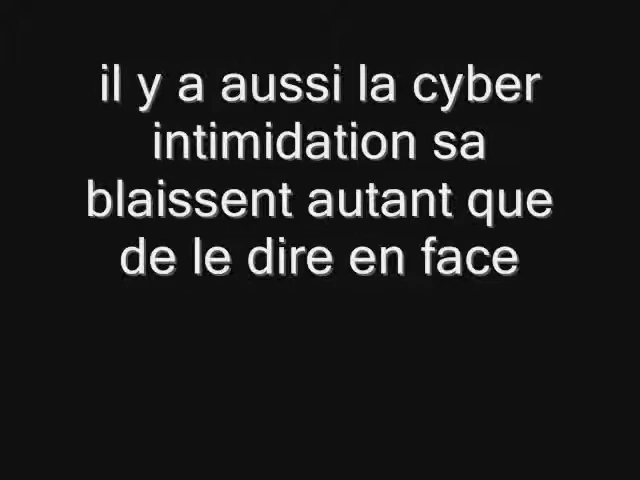 il y a aussi la cyber
intimidation sa
blaissent autant que
de le dire en face